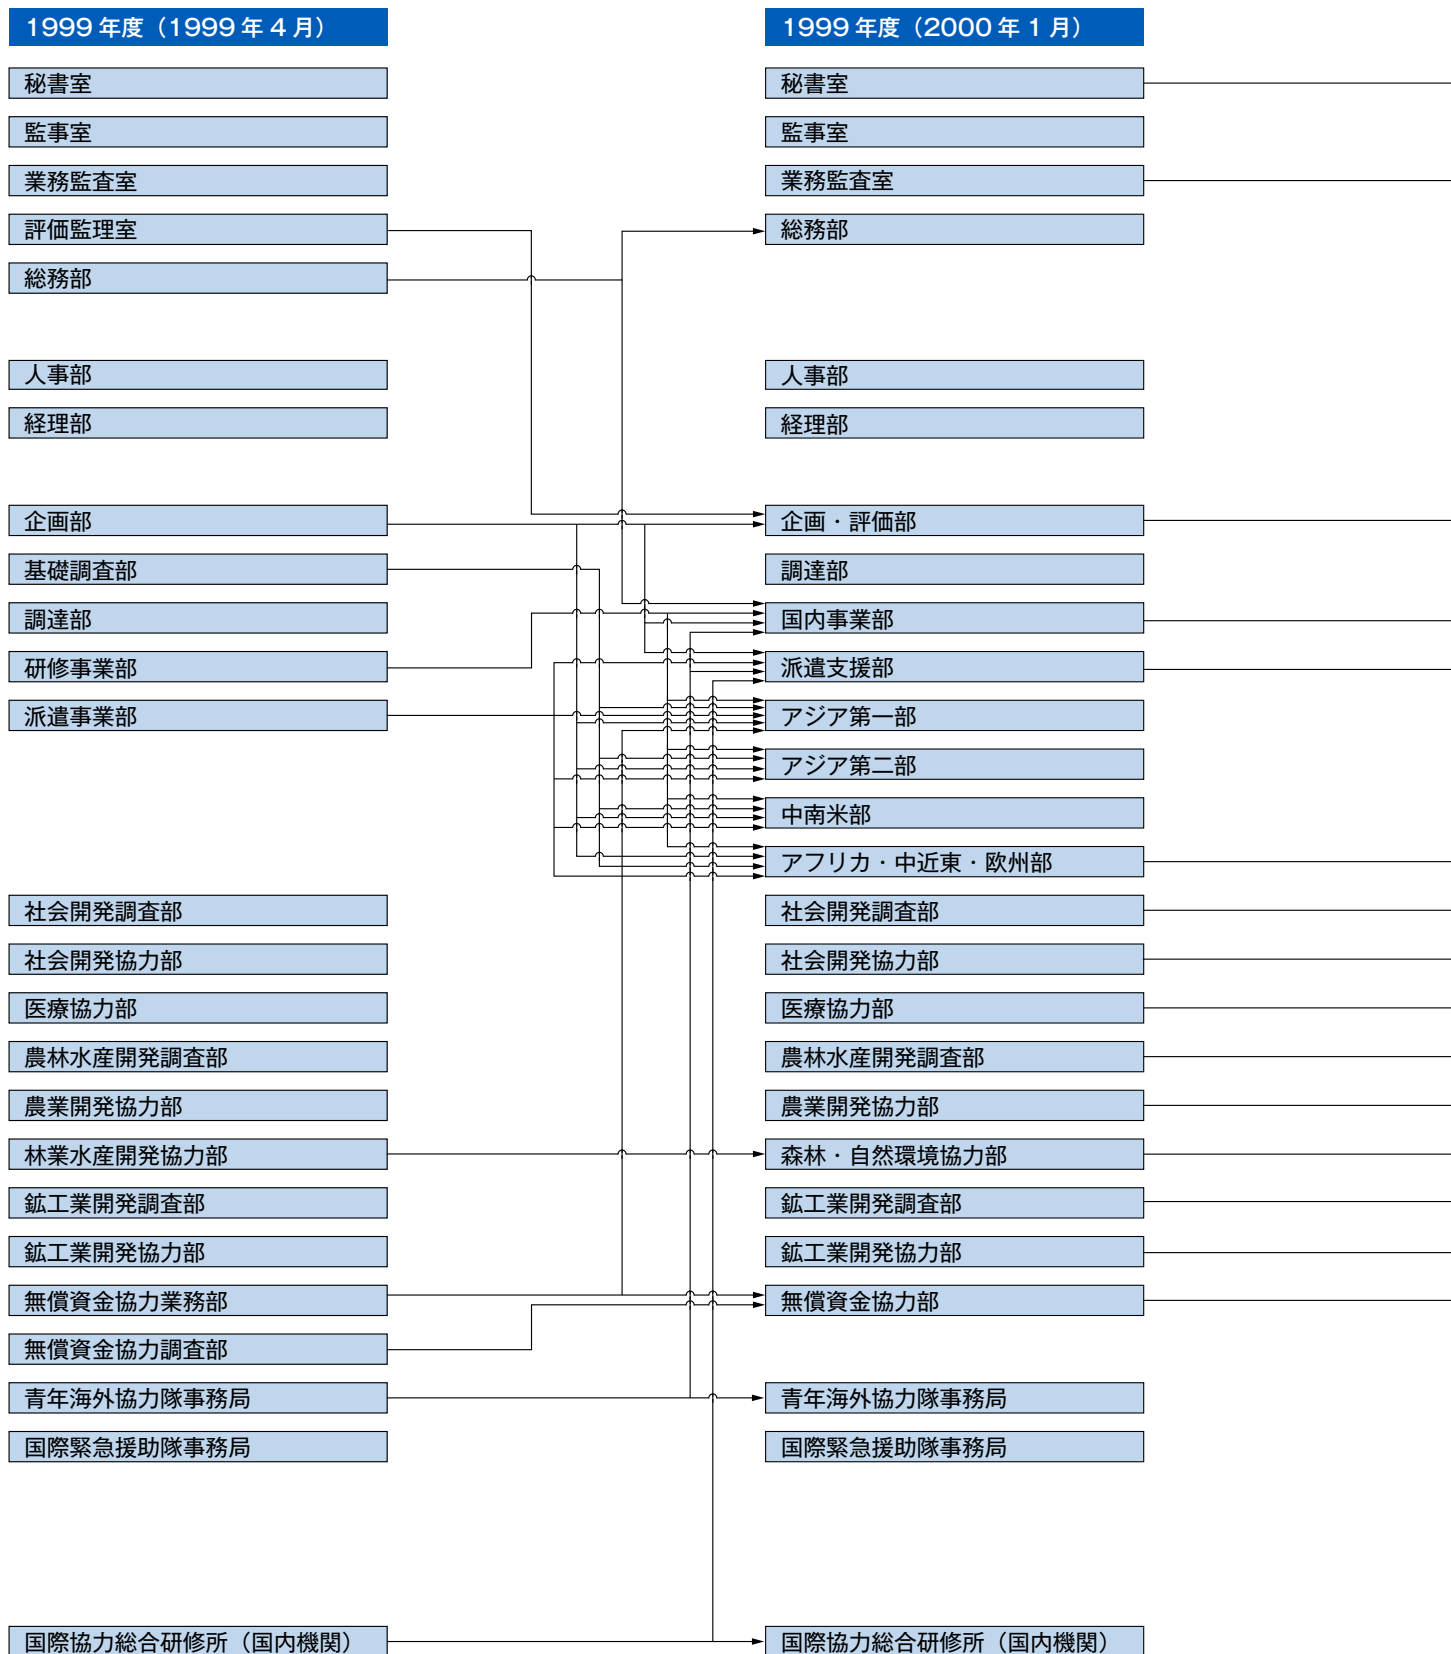 1999年度（1999年4月）
秘書室
監事室
業務監査室
評価監理室
総務部
人事部
経理部
企画部
基礎調査部
調達部
研修事業部
派遣事業部
社会開発調査部
社会開発協力部
医療協力部
農林水産開発調査部
農業開発協力部
林業水産開発協力部
鉱工業開発調査部
鉱工業開発協力部
無償資金協力業務部
無償資金協力調査部
青年海外協力隊事務局
国際緊急援助隊事務局
国際協力総合研修所（国内機関）
1999年度（2000年1月）
秘書室
監事室
業務監査室
総務部
人事部
経理部
企画・評価部
調達部
国内事業部
派遣支援部
アジア第一部
アジア第二部
中南米部
アフリカ・中近東・欧州部
社会開発調査部
社会開発協力部
医療協力部
農林水産開発調査部
農業開発協力部
森林・自然環境協力部
鉱工業開発調査部
鉱工業開発協力部
無償資金協力部
青年海外協力隊事務局
国際緊急援助隊事務局
国際協力総合研修所（国内機関）